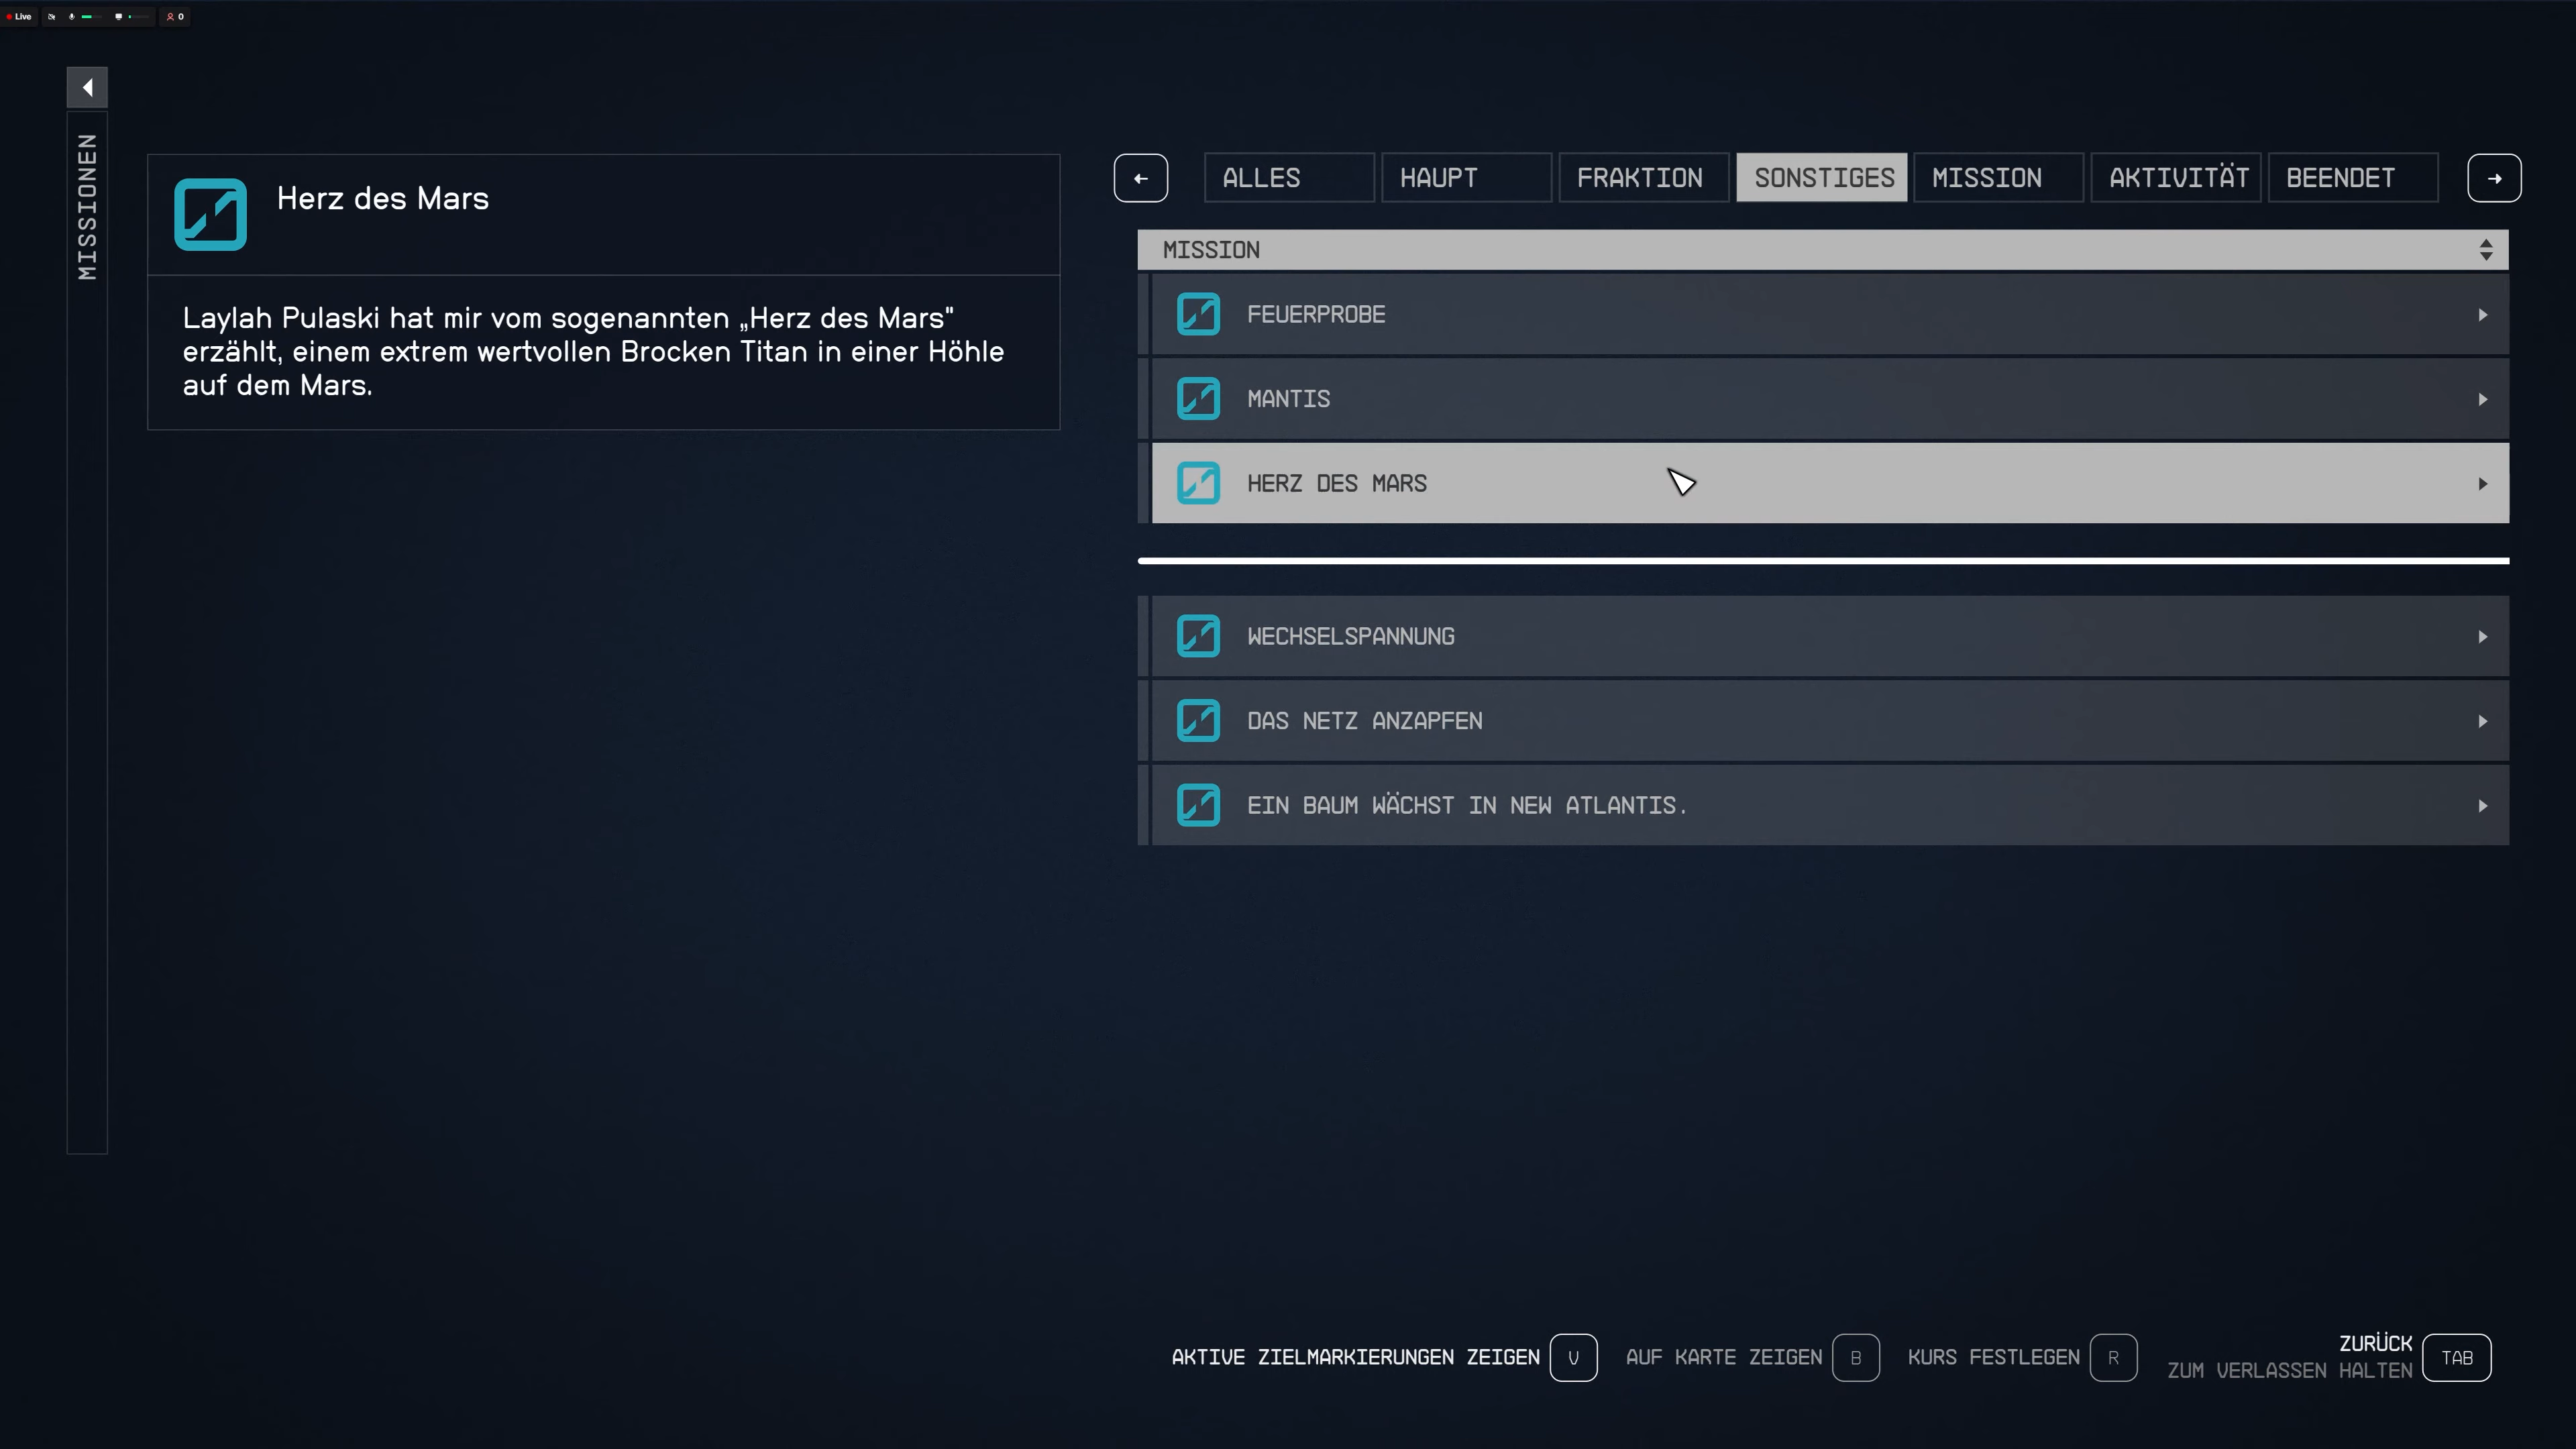 Live
0
MISSIONEN
Herz des Mars
Laylah Pulaski hat mir vom sogenannten „Herz des Mars"
erzählt, einem extrem wertvollen Brocken Titan in einer Höhle
auf dem Mars.
ALLES
HAUPT
FRAKTION
SONSTIGES
MISSION
AKTIVITÄT
BEENDET
MISSION
FEUERPROBE
MANTIS
HERZ DES MARS
WECHSELSPANNUNG
DAS NETZ ANZAPFEN
EIN BAUM WÄCHST IN NEW ATLANTIS.
AKTIVE ZIELMARKIERUNGEN ZEIGEN V
AUF KARTE ZEIGEN B
KURS FESTLEGEN R
ZURÜCK
ZUM VERLASSEN HALTEN
TAB